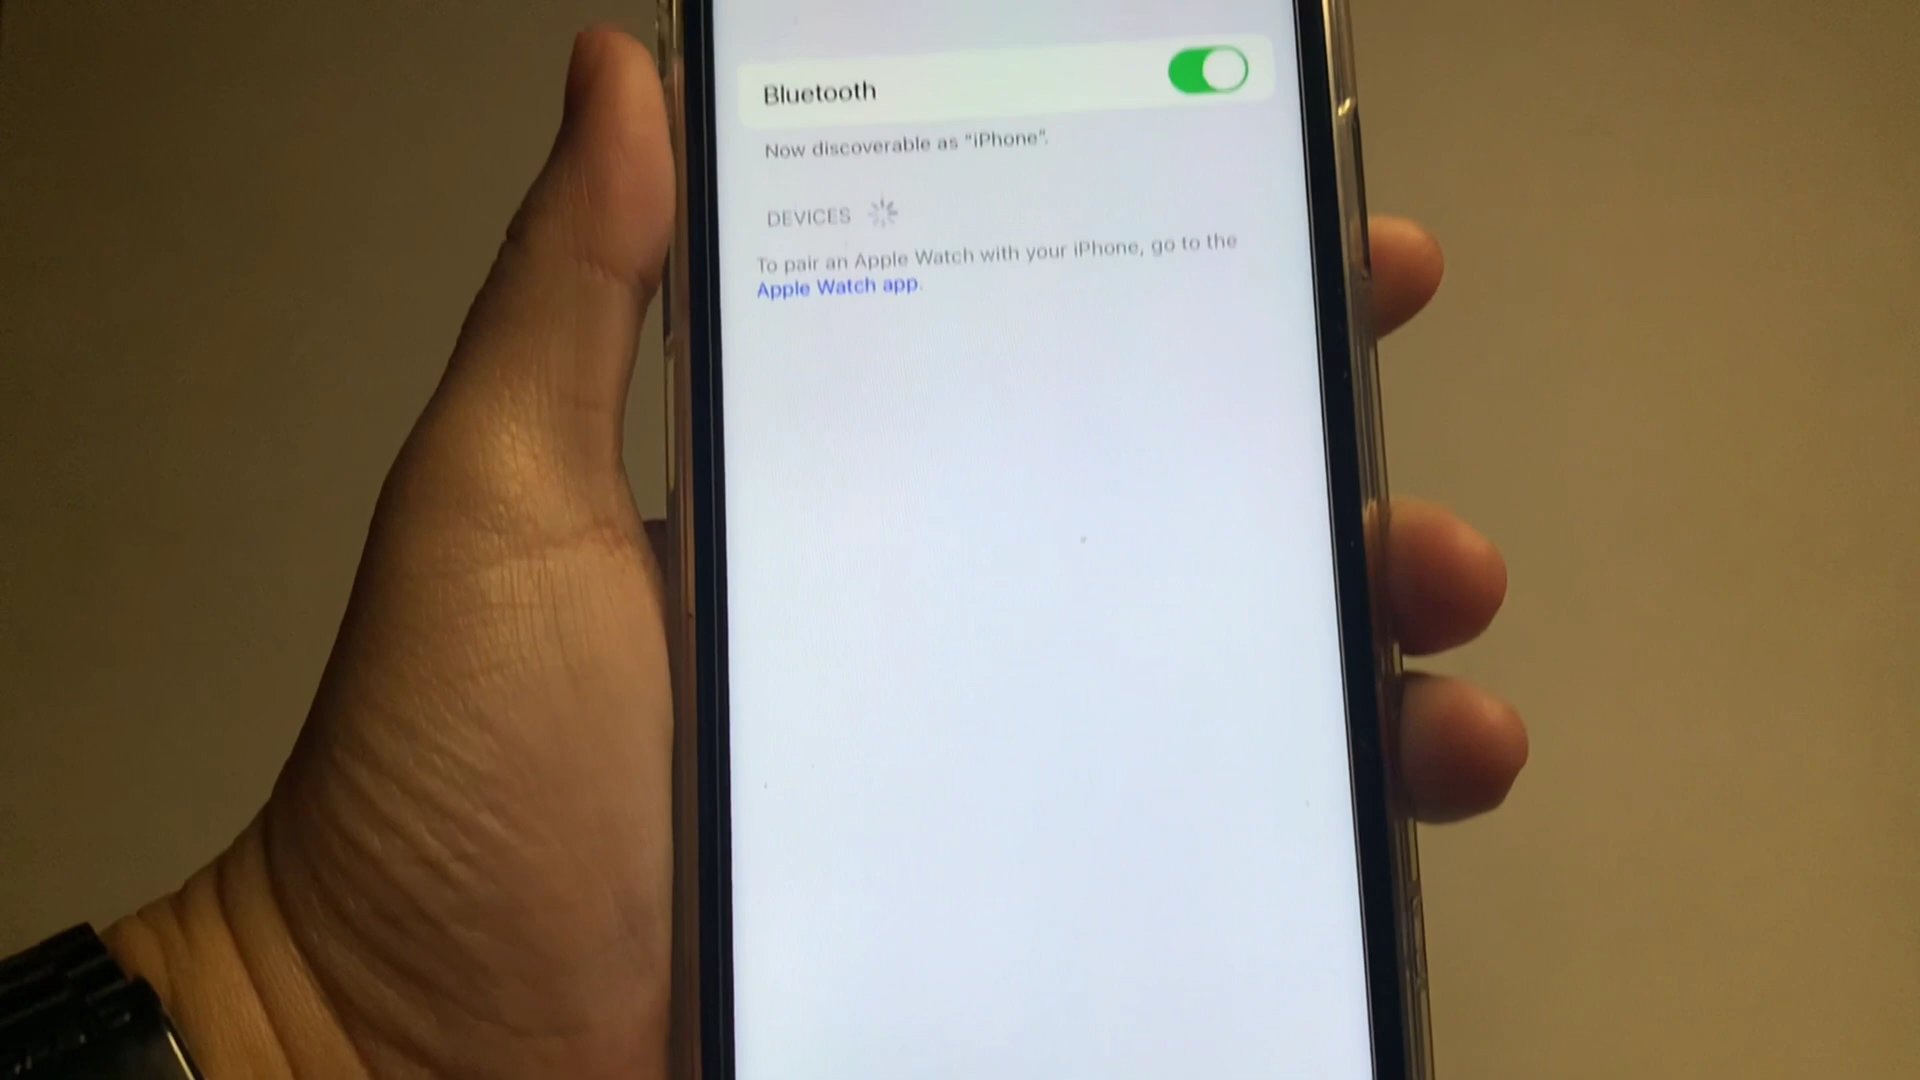 Bluetooth
Now discoverable as "iPhone".
DEVICES
To pair an Apple Watch with your iPhone, go to the
Apple Watch app.